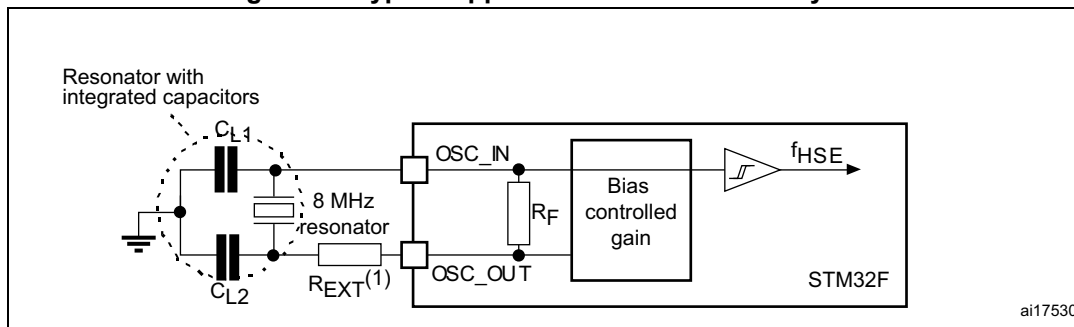 Resonator with
integrated capacitors
CL1
OSC_IN
fHSE
8 MHz
resonator
RF
Bias
controlled
gain
REXT(1)
OSC_OUT
STM32F
CL2
ai17530